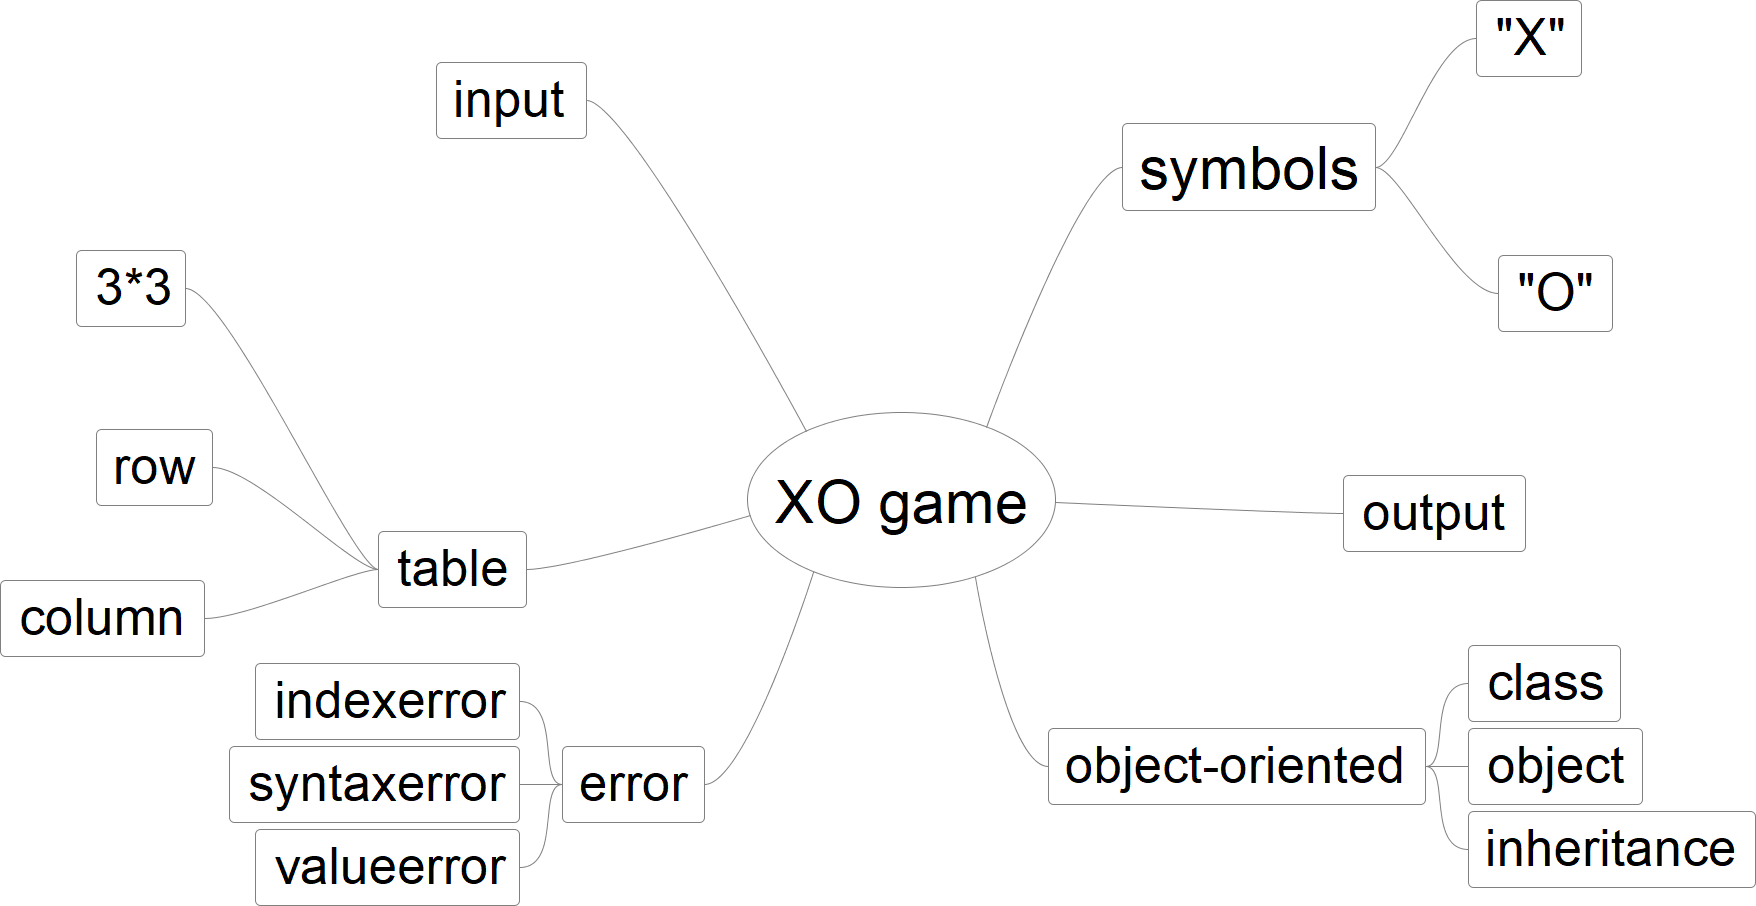 "X"
input
symbols
3*3
"O"
row
XO game
output
table
column
indexerror
class
syntaxerror
error
object-oriented
object
valueerror
inheritance